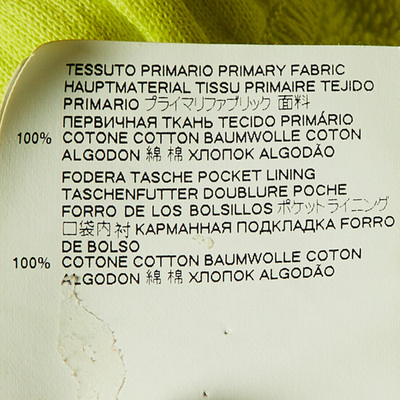 TESSUTO PRIMARIO PRIMARY FABRIC
HAUPTMATERIAL TISSU PRIMAIRE TEJIDO
PRIMARIO プライマリファブリック 面料
ПЕРВИЧНАЯ ТКАНЬ TECIDO PRIMÁRIO
100% COTONE COTTON BAUMWOLLE COTON
ALGODON 綿 棉 ХЛОПОК ALGODÃO
FODERA TASCHE POCKET LINING
TASCHENFUTTER DOUBLURE POCHE
FORRO DE LOS BOLSILLOS ポケットライニング
口袋内衬 КАРМАННАЯ ПОДКЛАДКА FORRO
DE BOLSO
100% COTONE COTTON BAUMWOLLE COTON
ALGODON 綿 棉 ХЛОПОК ALGODÃO